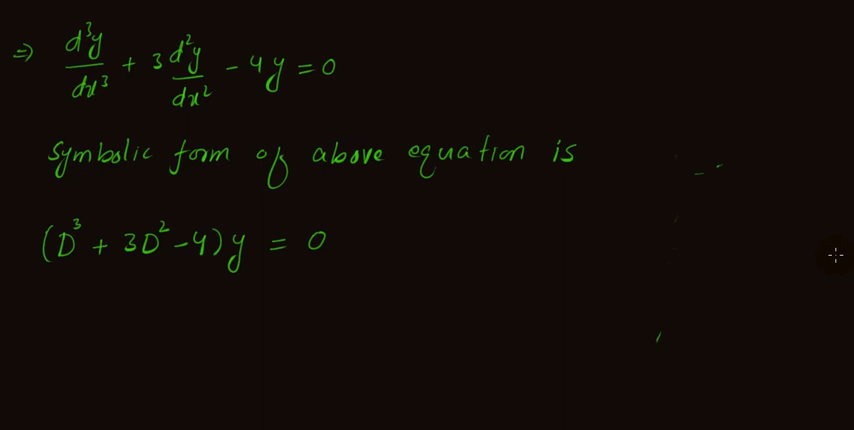 ⇒ d³y/dx³ + 3 d²y/dx² - 4y = 0
Symbolic form of above equation is
(D³ + 3D² - 4)y = 0